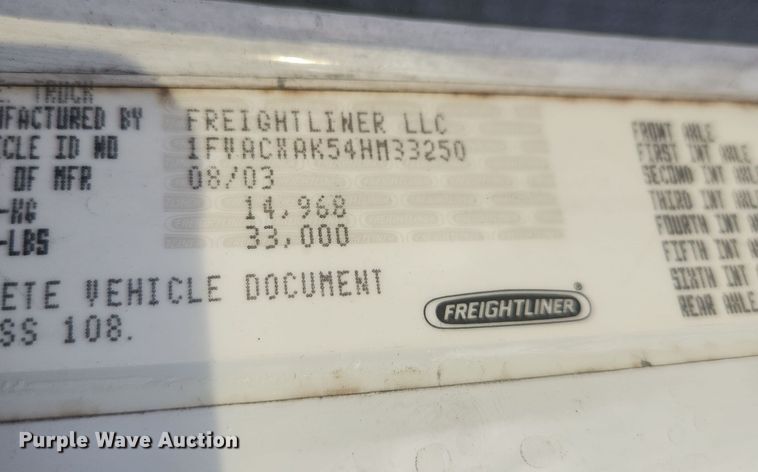 TRUCK
UFACTURED BY FREIGHTLINER LLC
CLE ID NO 1FVACXAK54HM33250
OF MFR 08/03
-KG 14,968
-LBS 33,000
ETE VEHICLE DOCUMENT
SS 108.
FREIGHTLINER®
FRONT AXLE
FIRST INT AXLE
SECOND INT AXLE
THIRD INT AXLE
FOURTH INT
FIFTH INT
SIXTH INT
REAR AXLE
Purple Wave Auction